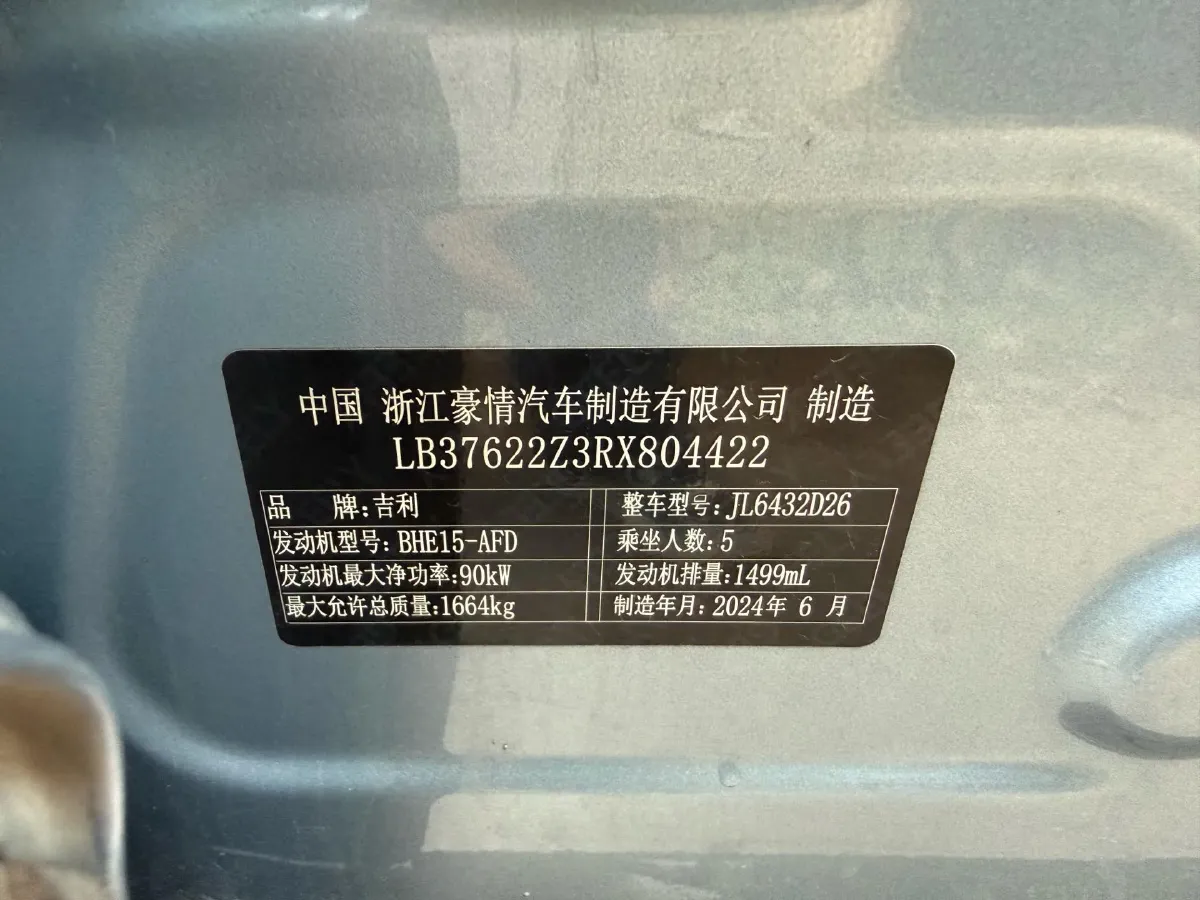 中国 浙江豪情汽车制造有限公司 制造
LB37622Z3RX804422
品 牌:吉利 整车型号:JL6432D26
发动机型号:BHE15-AFD 乘坐人数:5
发动机最大净功率:90kW 发动机排量:1499mL
最大允许总质量:1664kg 制造年月:2024年 6 月